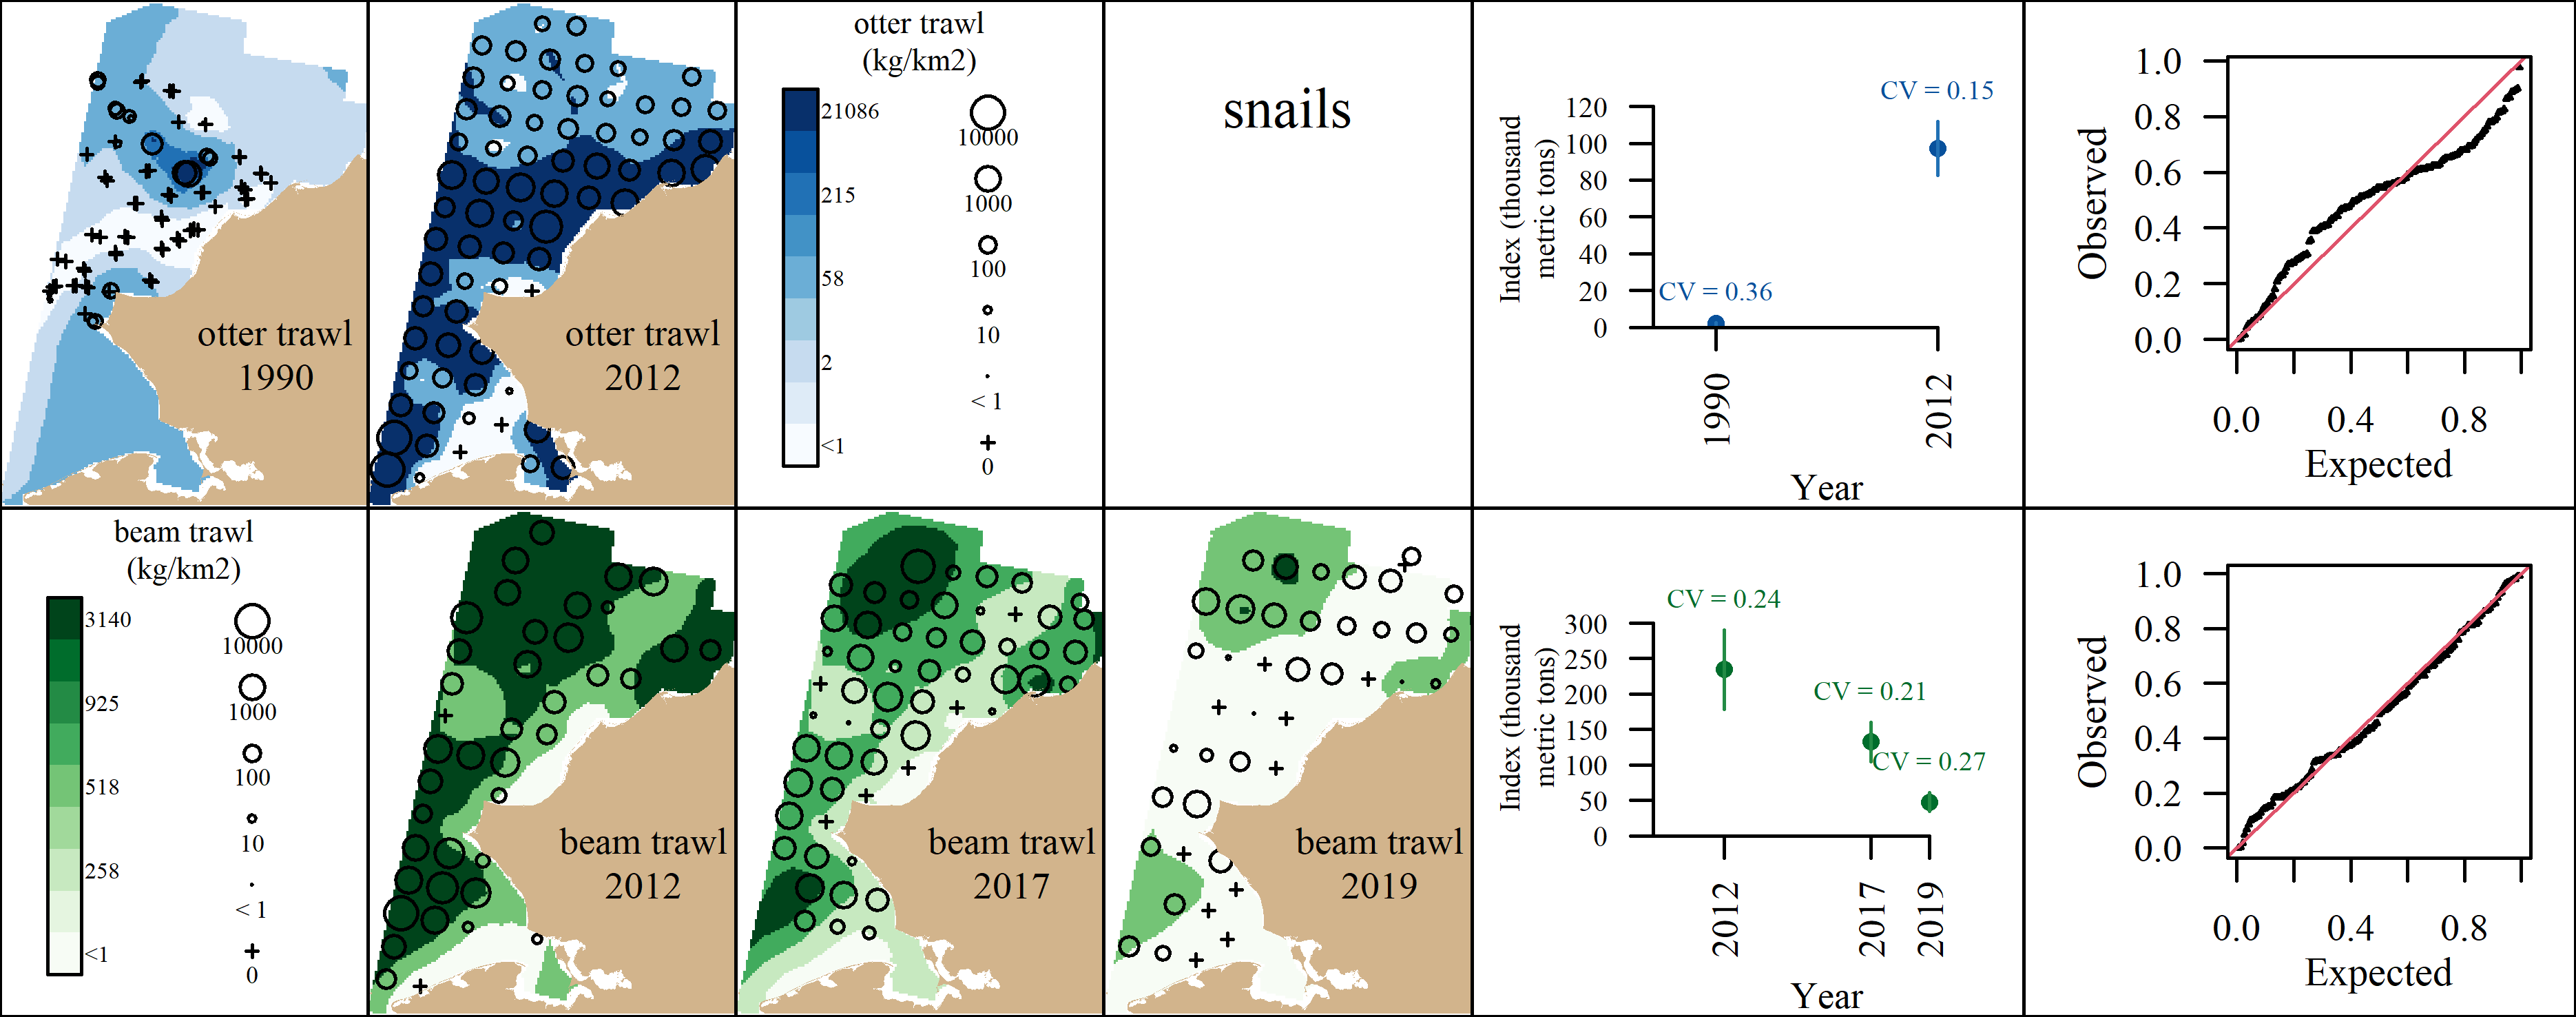 otter trawl
1990
otter trawl
2012
otter trawl
(kg/km2)
21086
215
58
2
<1
10000
1000
100
10
< 1
0
snails
Index (thousand
metric tons)
120
100
80
60
40
20
0
CV = 0.36
CV = 0.15
1990
2012
Year
Observed
1.0
0.8
0.6
0.4
0.2
0.0
0.0 0.4 0.8
Expected
beam trawl
(kg/km2)
3140
925
518
258
<1
10000
1000
100
10
< 1
0
beam trawl
2012
beam trawl
2017
beam trawl
2019
Index (thousand
metric tons)
300
250
200
150
100
50
0
CV = 0.24
CV = 0.21
CV = 0.27
2012
2017
2019
Year
Observed
1.0
0.8
0.6
0.4
0.2
0.0
0.0 0.4 0.8
Expected